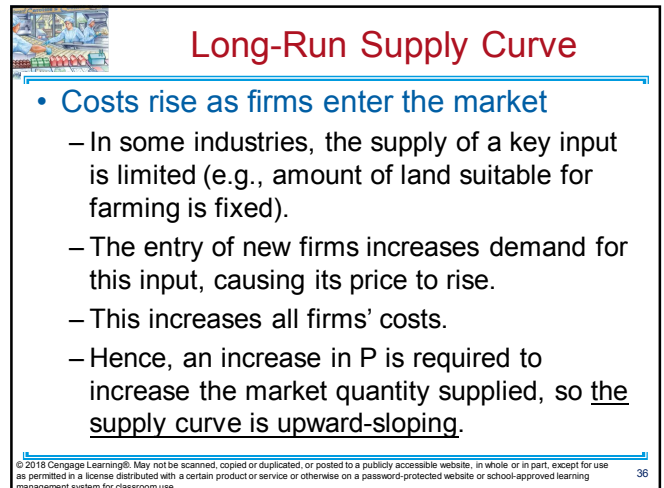 Long-Run Supply Curve
• Costs rise as firms enter the market
– In some industries, the supply of a key input
is limited (e.g., amount of land suitable for
farming is fixed).
– The entry of new firms increases demand for
this input, causing its price to rise.
– This increases all firms’ costs.
– Hence, an increase in P is required to
increase the market quantity supplied, so the
supply curve is upward-sloping.
© 2018 Cengage Learning®. May not be scanned, copied or duplicated, or posted to a publicly accessible website, in whole or in part, except for use
as permitted in a license distributed with a certain product or service or otherwise on a password-protected website or school-approved learning
management system for classroom use.
36